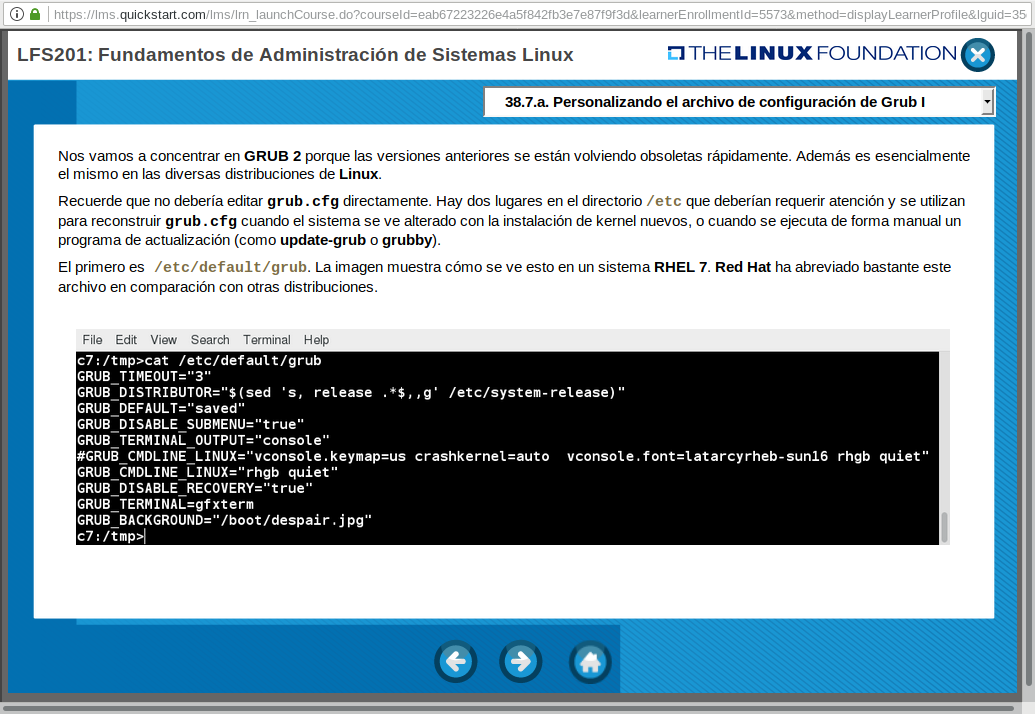 https://lms.quickstart.com/lms/lrn_launchCourse.do?courseId=eab67223226e4a5f842fb3e7e87f9f3d&learnerEnrollmentId=5573&method=displayLearnerProfile&lguid=35
LFS201: Fundamentos de Administración de Sistemas Linux
THE LINUX FOUNDATION
38.7.a. Personalizando el archivo de configuración de Grub I
Nos vamos a concentrar en GRUB 2 porque las versiones anteriores se están volviendo obsoletas rápidamente. Además es esencialmente
el mismo en las diversas distribuciones de Linux.
Recuerde que no debería editar grub.cfg directamente. Hay dos lugares en el directorio /etc que deberían requerir atención y se utilizan
para reconstruir grub.cfg cuando el sistema se ve alterado con la instalación de kernel nuevos, o cuando se ejecuta de forma manual un
programa de actualización (como update-grub o grubby).
El primero es /etc/default/grub. La imagen muestra cómo se ve esto en un sistema RHEL 7. Red Hat ha abreviado bastante este
archivo en comparación con otras distribuciones.
File Edit View Search Terminal Help
c7:/tmp>cat /etc/default/grub
GRUB_TIMEOUT="3"
GRUB_DISTRIBUTOR="$(sed 's, release .*$,,g' /etc/system-release)"
GRUB_DEFAULT="saved"
GRUB_DISABLE_SUBMENU="true"
GRUB_TERMINAL_OUTPUT="console"
#GRUB_CMDLINE_LINUX="vconsole.keymap=us crashkernel=auto  vconsole.font=latarcyrheb-sun16 rhgb quiet"
GRUB_CMDLINE_LINUX="rhgb quiet"
GRUB_DISABLE_RECOVERY="true"
GRUB_TERMINAL=gfxterm
GRUB_BACKGROUND="/boot/despair.jpg"
c7:/tmp>